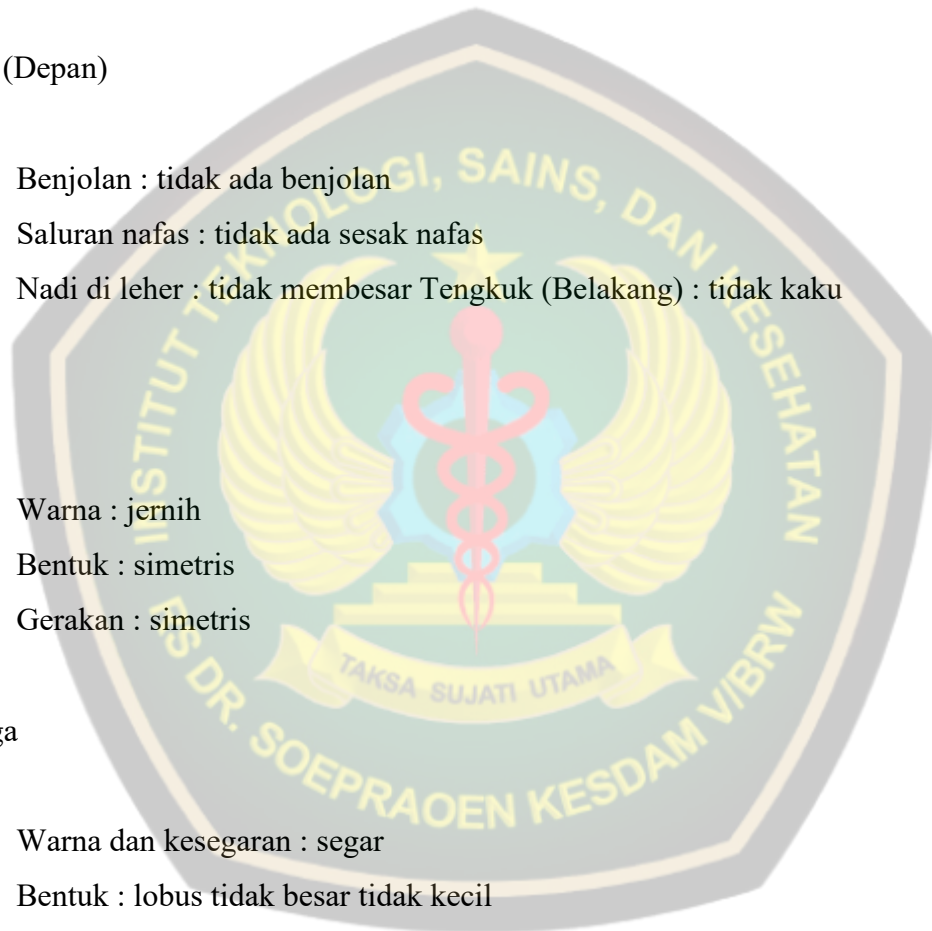 (Depan)
Benjolan : tidak ada benjolan
Saluran nafas : tidak ada sesak nafas
Nadi di leher : tidak membesar Tengkuk (Belakang) : tidak kaku
Warna : jernih
Bentuk : simetris
Gerakan : simetris
ga
Warna dan kesegaran : segar
Bentuk : lobus tidak besar tidak kecil
INSTITUT TEKNOLOGI, SAINS, DAN KESEHATAN
RS DR. SOEPRAOEN KESDAM V/BRW
TAKSA SUJATI UTAMA